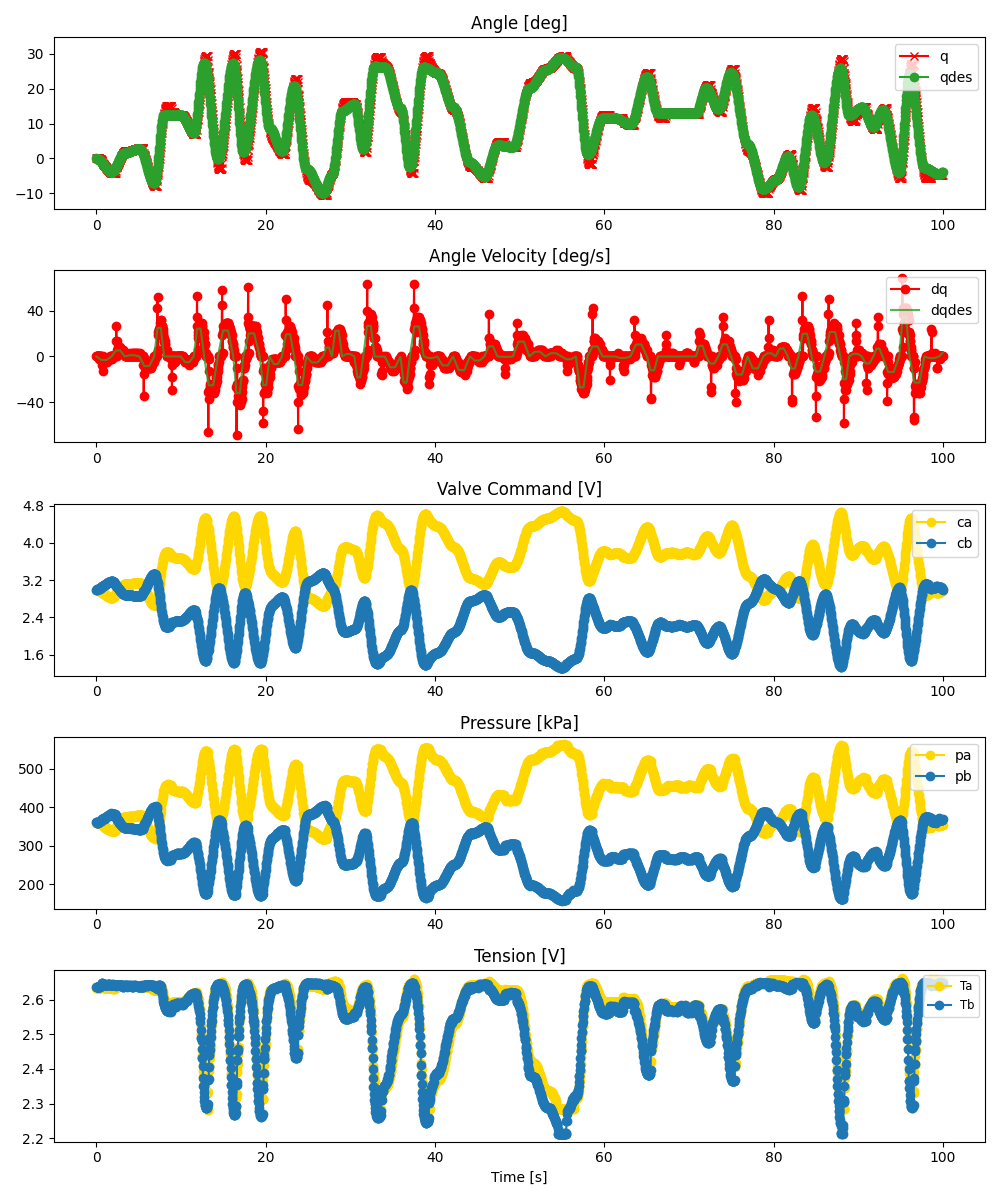 Angle [deg]
30
20
10
0
−10
q
qdes
0 20 40 60 80 100
Angle Velocity [deg/s]
40
0
−40
dq
dqdes
0 20 40 60 80 100
Valve Command [V]
4.8
4.0
3.2
2.4
1.6
ca
cb
0 20 40 60 80 100
Pressure [kPa]
500
400
300
200
pa
pb
0 20 40 60 80 100
Tension [V]
2.6
2.5
2.4
2.3
2.2
Ta
Tb
0 20 40 60 80 100
Time [s]